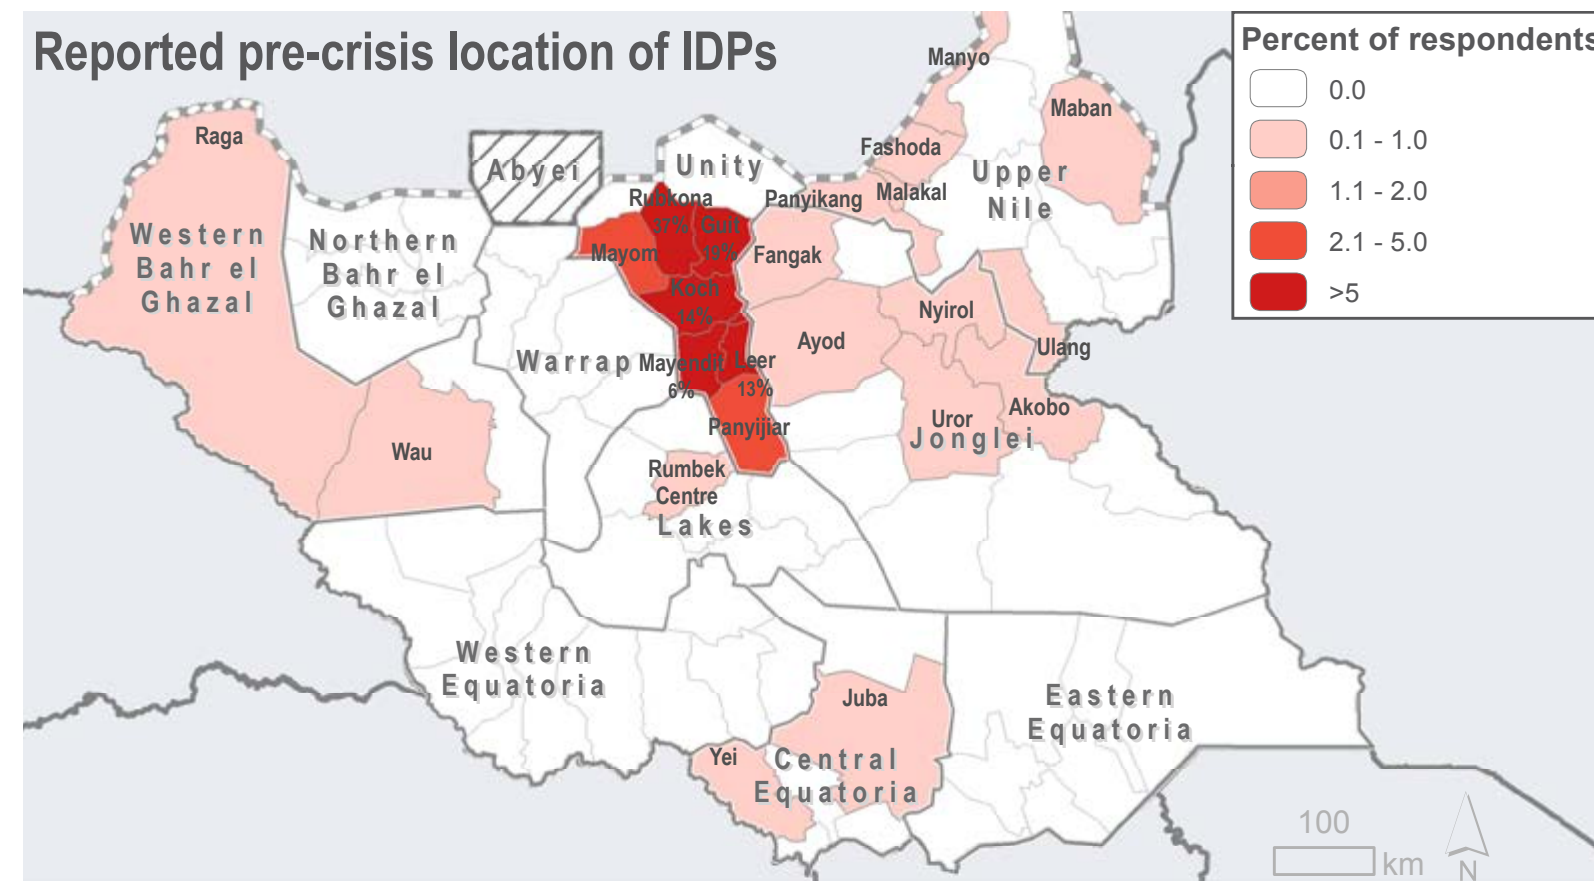 Reported pre-crisis location of IDPs
Percent of respondents
0.0
0.1 - 1.0
1.1 - 2.0
2.1 - 5.0
>5
Manyo
Maban
Raga
Fashoda
Abyei
Unity
Upper
Nile
Rubkona
37%
Panyikang
Malakal
Western
Bahr el
Ghazal
Northern
Bahr el
Ghazal
Guit
19%
Mayom
Fangak
Koch
14%
Nyirol
Ayod
Ulang
Warrap
Mayendit
6%
Leer
13%
Akobo
Uror
Jonglei
Panyijiar
Wau
Rumbek
Centre
Lakes
Western
Equatoria
Juba
Eastern
Equatoria
Yei
Central
Equatoria
100
km
N